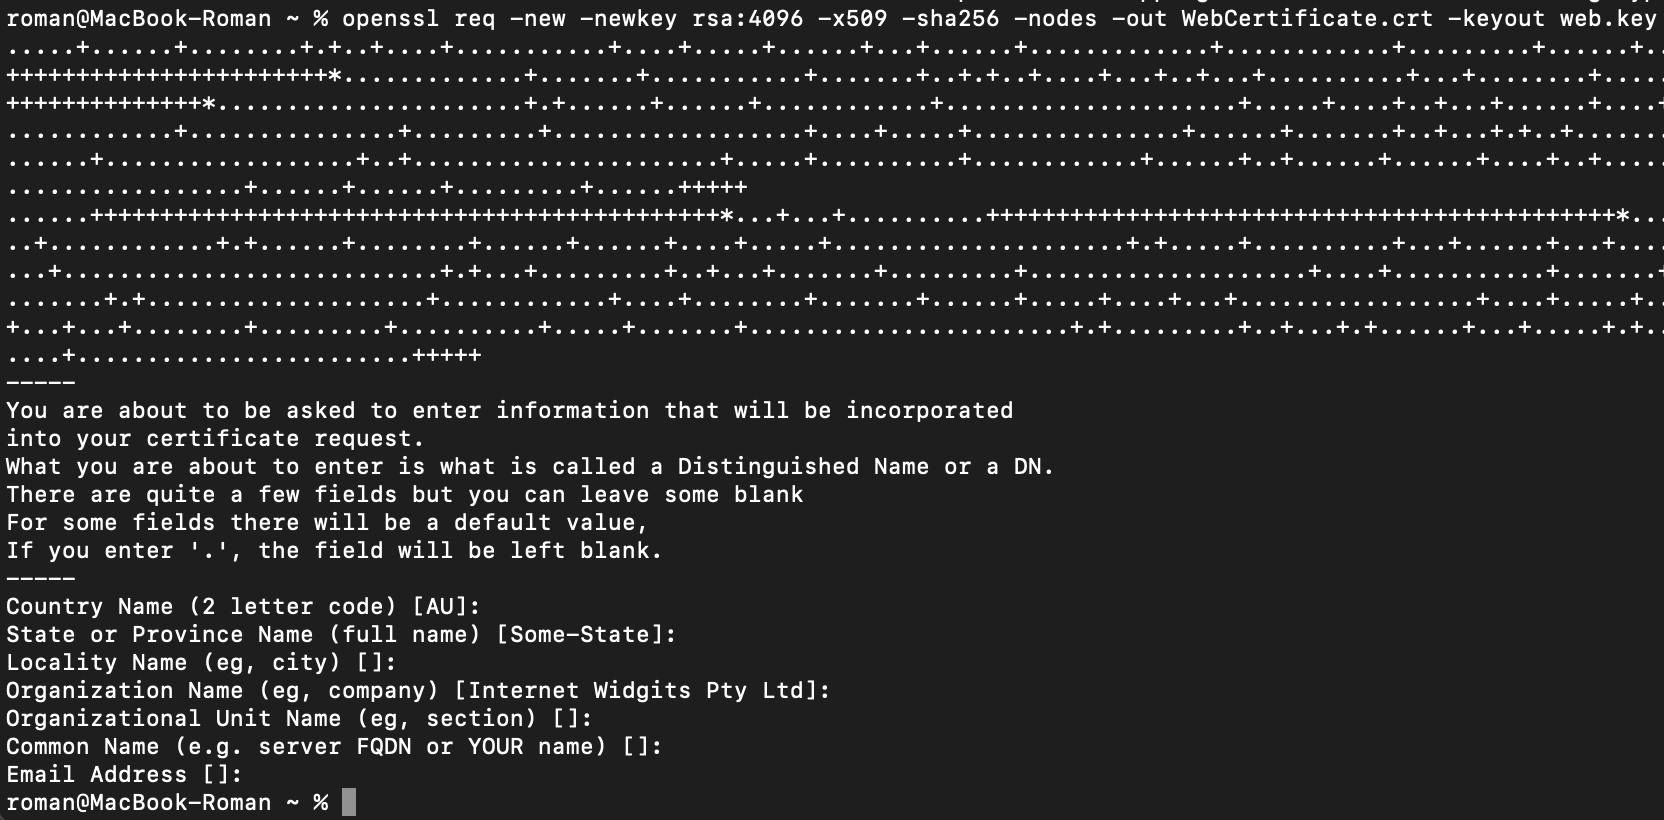 roman@MacBook-Roman ~ % openssl req -new -newkey rsa:4096 -x509 -sha256 -nodes -out WebCertificate.crt -keyout web.key
-----
You are about to be asked to enter information that will be incorporated
into your certificate request.
What you are about to enter is what is called a Distinguished Name or a DN.
There are quite a few fields but you can leave some blank
For some fields there will be a default value,
If you enter '.', the field will be left blank.
-----
Country Name (2 letter code) [AU]:
State or Province Name (full name) [Some-State]:
Locality Name (eg, city) []:
Organization Name (eg, company) [Internet Widgits Pty Ltd]:
Organizational Unit Name (eg, section) []:
Common Name (e.g. server FQDN or YOUR name) []:
Email Address []:
roman@MacBook-Roman ~ %